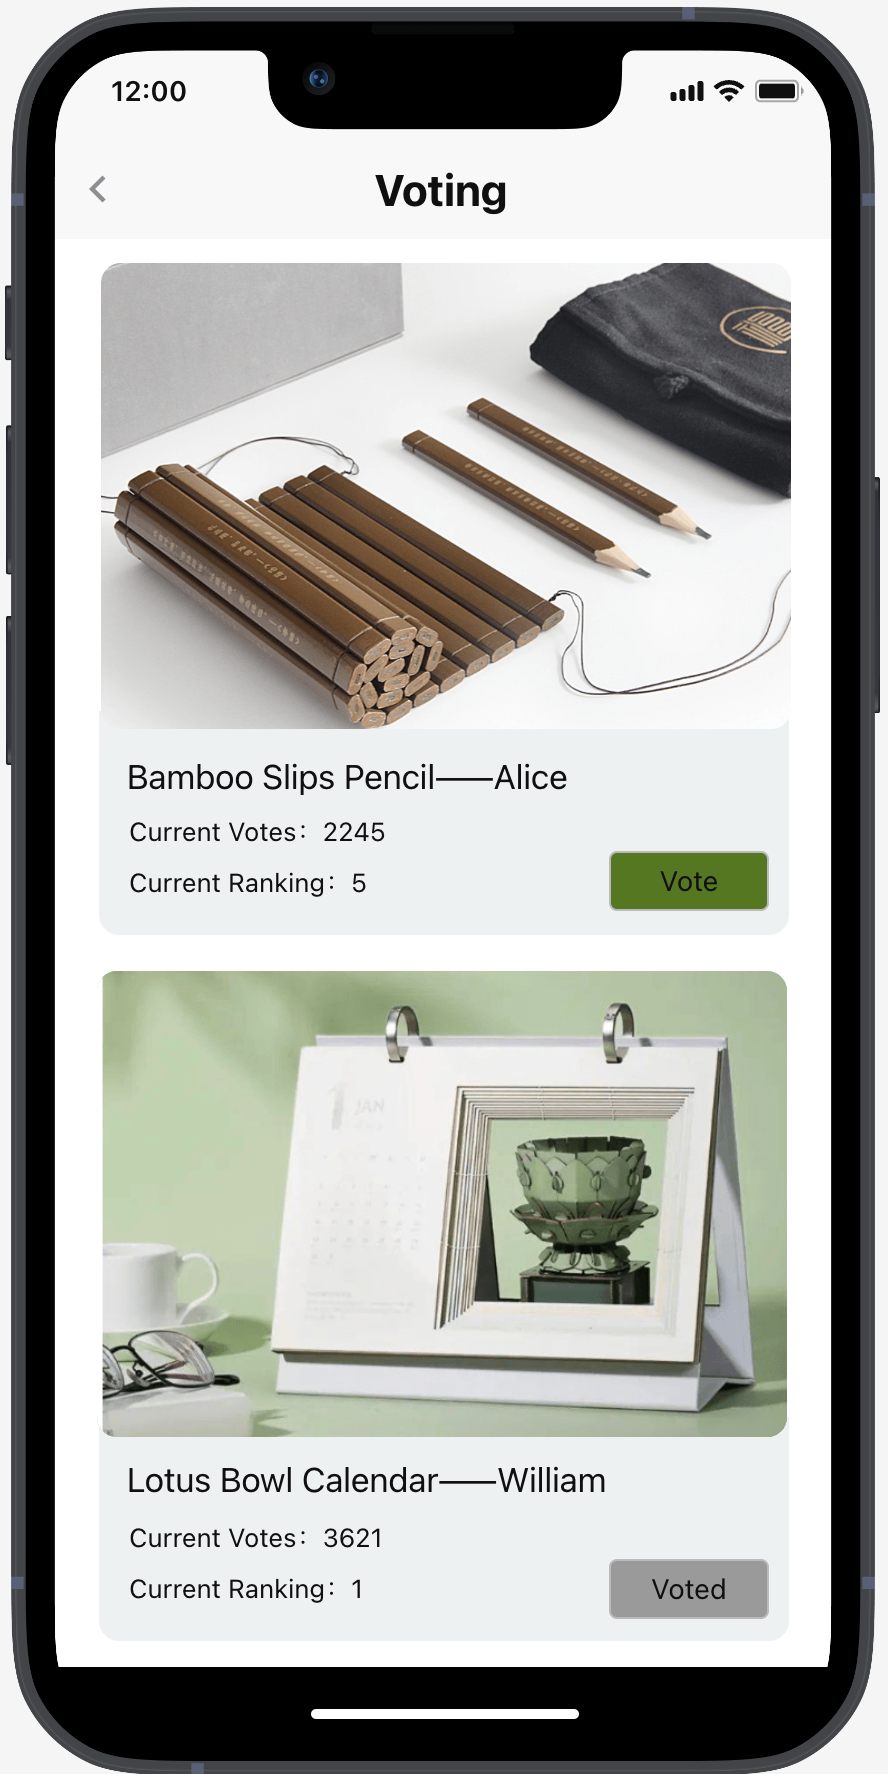 12:00
Voting
Bamboo Slips Pencil——Alice
Current Votes：2245
Current Ranking：5
Vote
1 JAN
Lotus Bowl Calendar——William
Current Votes：3621
Current Ranking：1
Voted